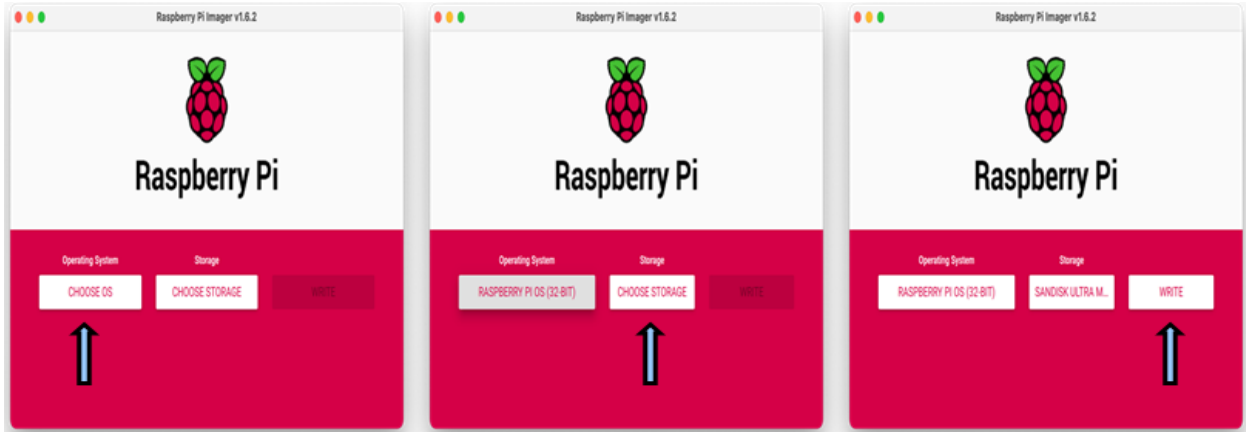 Raspberry Pi Imager v1.6.2
Raspberry Pi
Operating System
Storage
CHOOSE OS
CHOOSE STORAGE
WRITE
Raspberry Pi Imager v1.6.2
Raspberry Pi
Operating System
Storage
RASPBERRY PI OS (32-BIT)
CHOOSE STORAGE
WRITE
Raspberry Pi Imager v1.6.2
Raspberry Pi
Operating System
Storage
RASPBERRY PI OS (32-BIT)
SANDISK ULTRA M...
WRITE